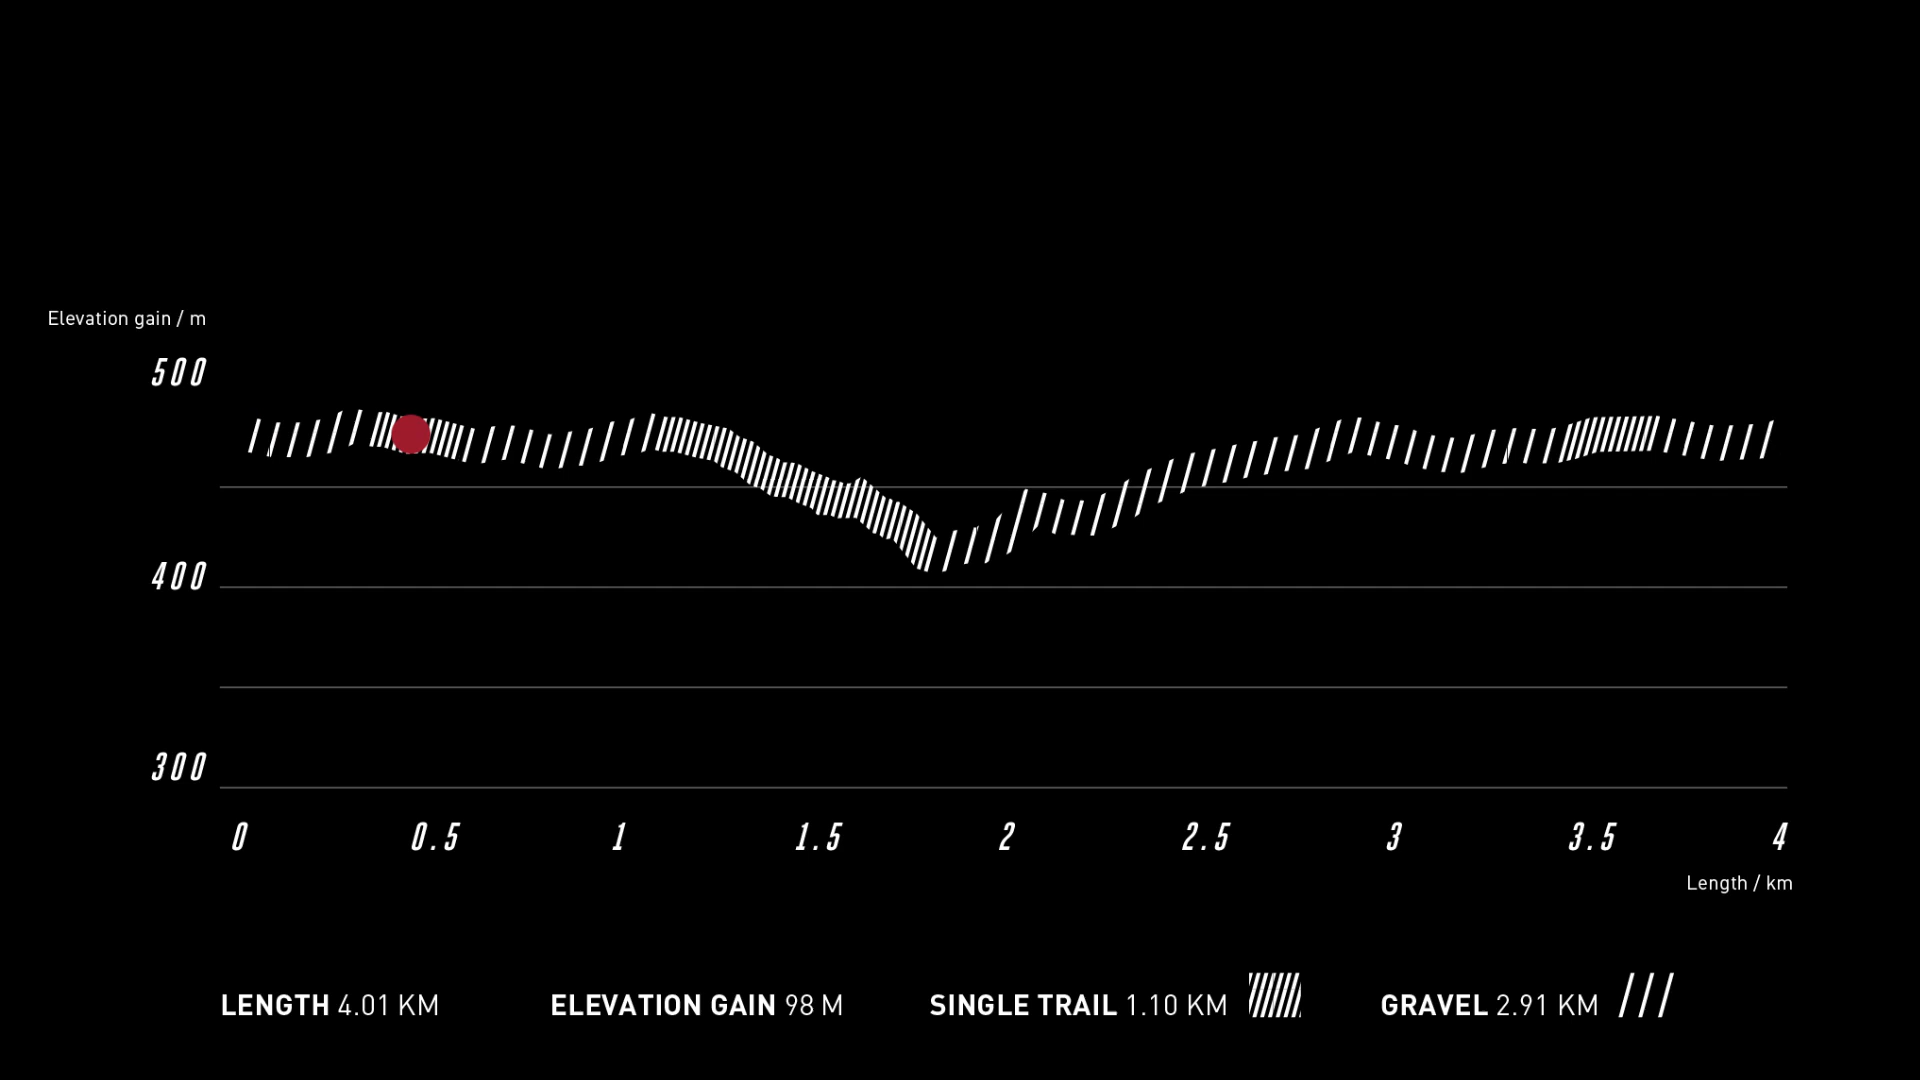 Elevation gain / m
500
400
300
0 0.5 1 1.5 2 2.5 3 3.5 4
Length / km
LENGTH 4.01 KM ELEVATION GAIN 98 M SINGLE TRAIL 1.10 KM GRAVEL 2.91 KM